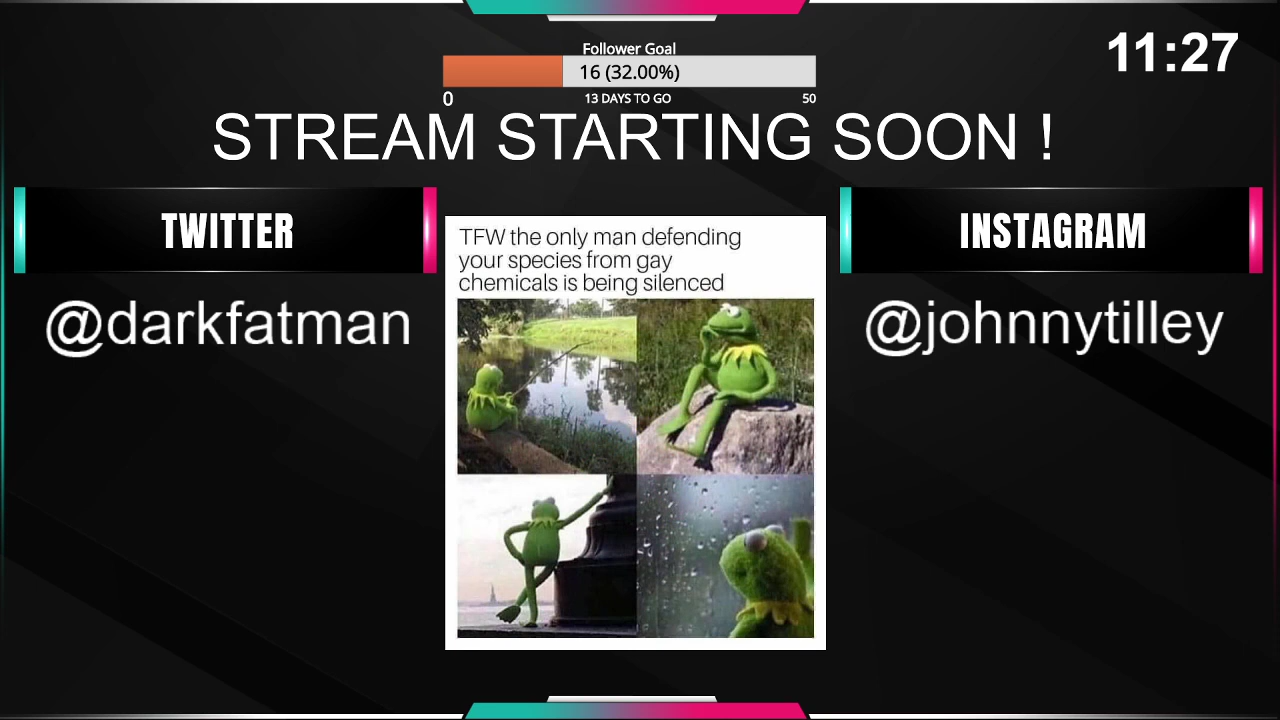 Follower Goal
16 (32.00%)
0
13 DAYS TO GO
50
11:27
STREAM STARTING SOON !
TWITTER
@darkfatman
TFW the only man defending
your species from gay
chemicals is being silenced
INSTAGRAM
@johnnytilley